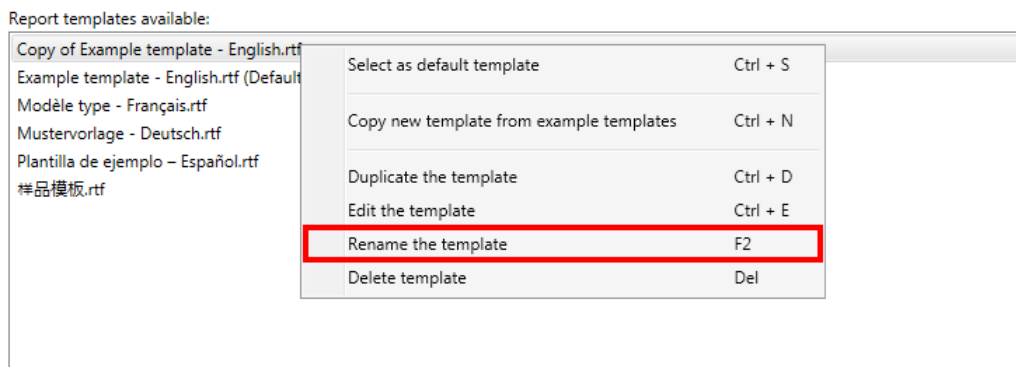 Report templates available:
Copy of Example template - English.rtf
Example template - English.rtf (Default
Modèle type - Français.rtf
Mustervorlage - Deutsch.rtf
Plantilla de ejemplo – Español.rtf
样品模板.rtf
Select as default template Ctrl + S
Copy new template from example templates Ctrl + N
Duplicate the template Ctrl + D
Edit the template Ctrl + E
Rename the template F2
Delete template Del